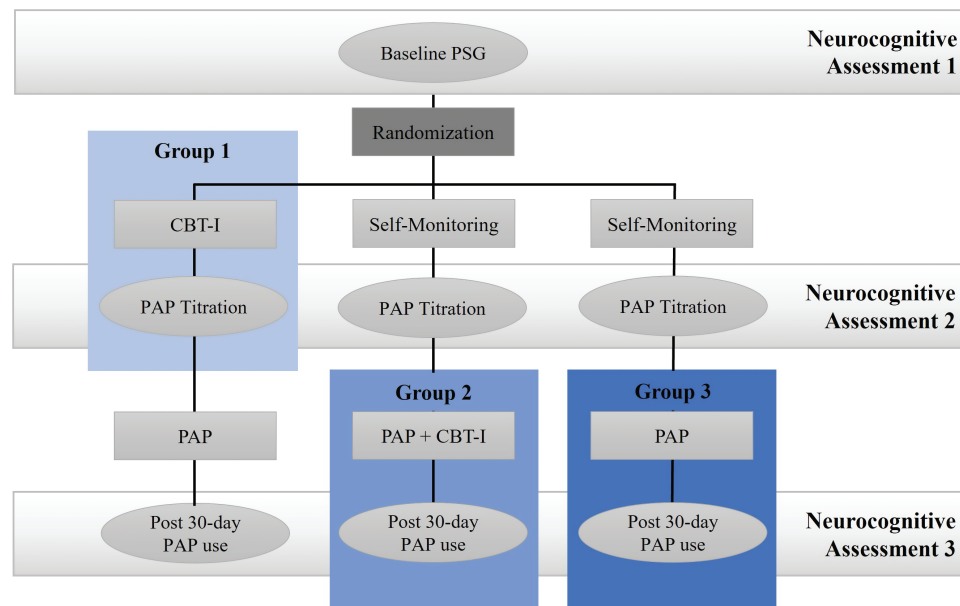 Baseline PSG
Neurocognitive
Assessment 1
Randomization
Group 1
CBT-I
Self-Monitoring
Self-Monitoring
PAP Titration
PAP Titration
PAP Titration
Neurocognitive
Assessment 2
Group 2
Group 3
PAP
PAP + CBT-I
PAP
Post 30-day
PAP use
Post 30-day
PAP use
Post 30-day
PAP use
Neurocognitive
Assessment 3